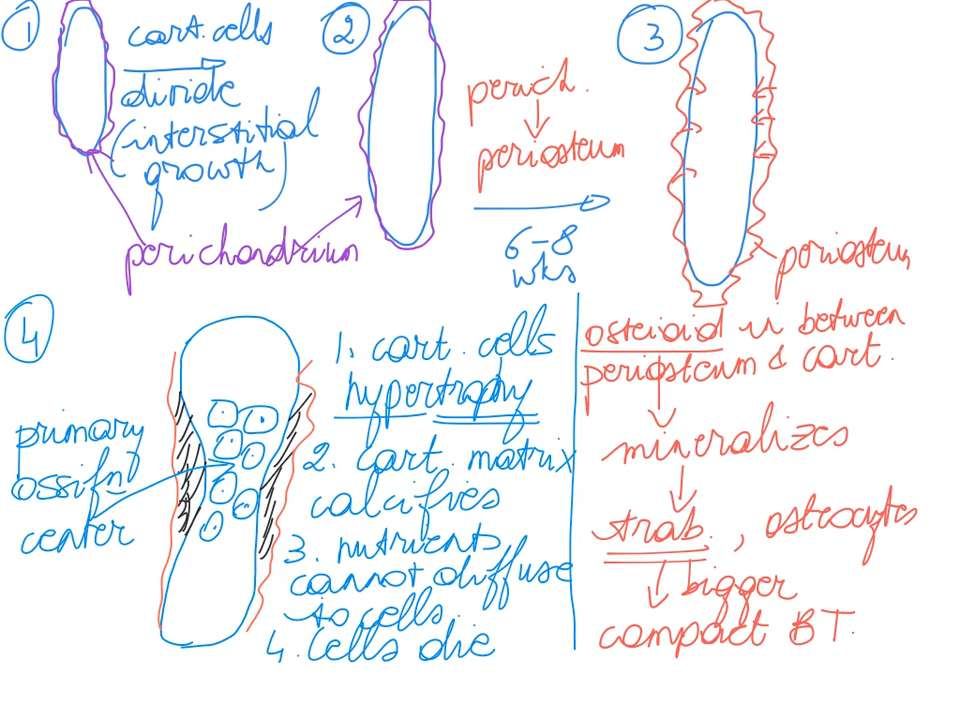 1
cart. cells
divide
(interstitial
growth)
perichondrium
2
perich.
periosteum
6-8
wks
3
periosteum
4
primary
ossifn
center
1. cart. cells
hypertrophy
2. cart. matrix
calcifies
3. nutrients
cannot diffuse
to cells.
4. cells die
osteioid in between
periosteum & cart.
mineralizes
trab., osteocytes
bigger
compact BT.